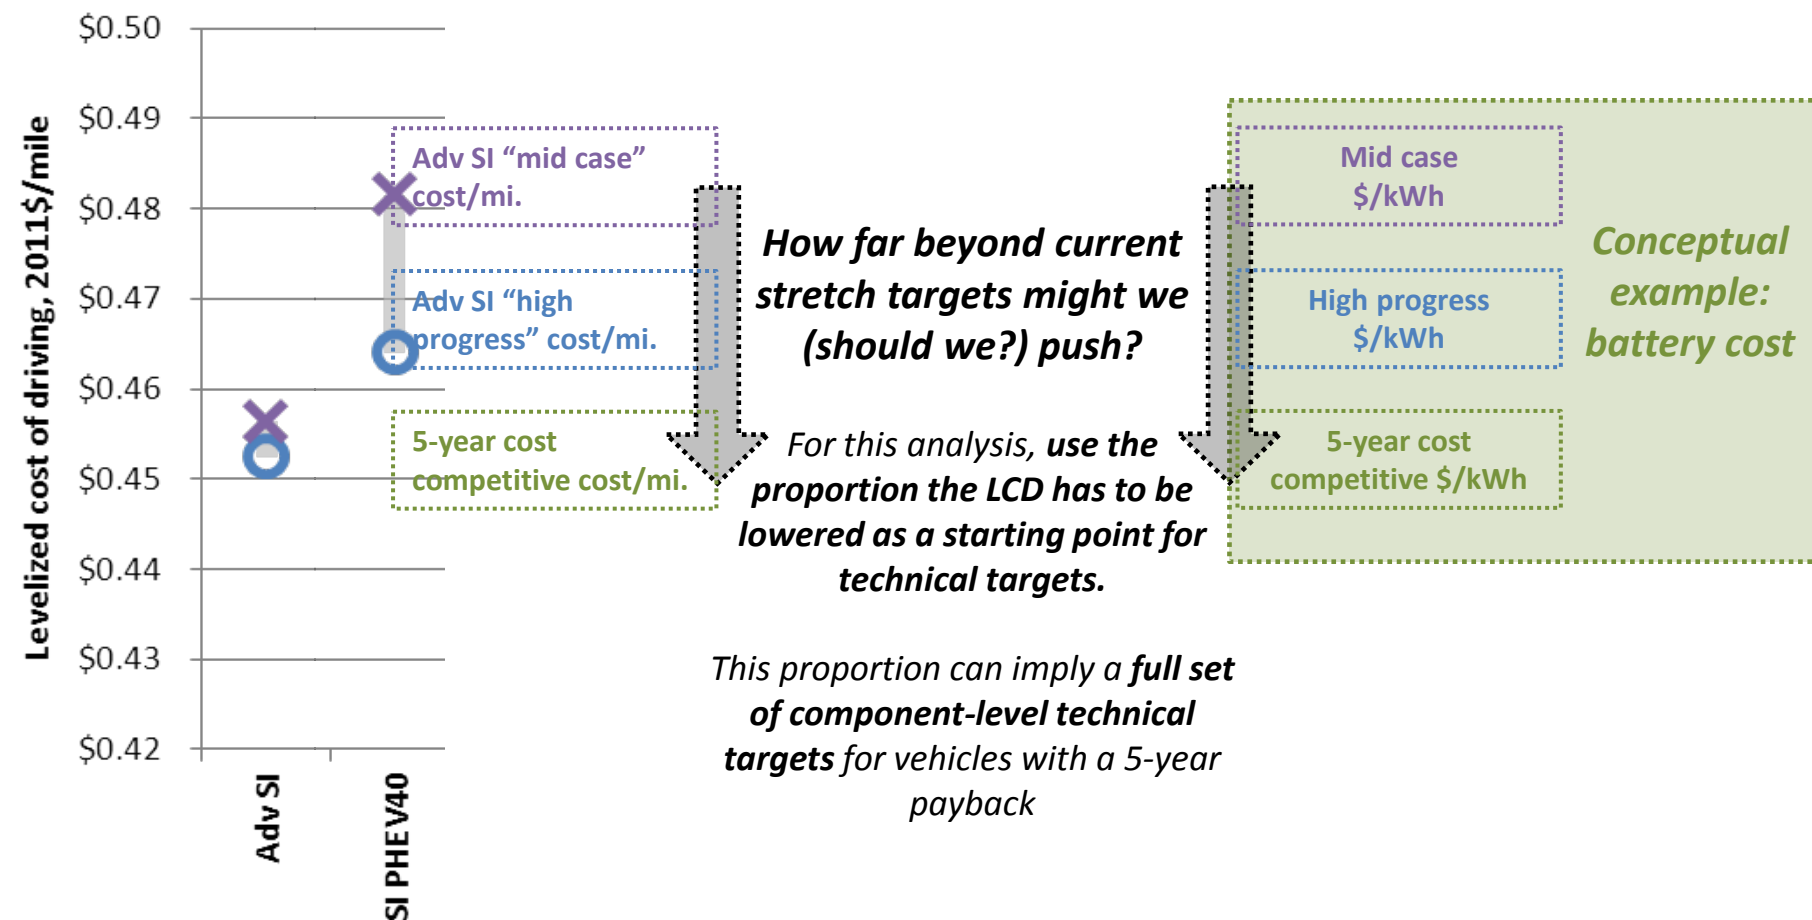 Levelized cost of driving, 2011$/mile
$0.50
$0.49
$0.48
$0.47
$0.46
$0.45
$0.44
$0.43
$0.42
Adv SI
SI PHEV40
Adv SI “mid case”
cost/mi.
Adv SI “high
progress” cost/mi.
5-year cost
competitive cost/mi.
How far beyond current
stretch targets might we
(should we?) push?
For this analysis, use the
proportion the LCD has to be
lowered as a starting point for
technical targets.
This proportion can imply a full set
of component-level technical
targets for vehicles with a 5-year
payback
Mid case
$/kWh
High progress
$/kWh
5-year cost
competitive $/kWh
Conceptual
example:
battery cost